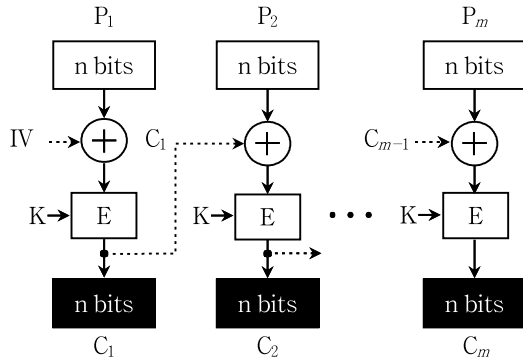 P₁ P₂ Pₘ
n bits n bits n bits
IV C₁ Cₘ₋₁
K E K E K E
n bits n bits n bits
C₁ C₂ Cₘ